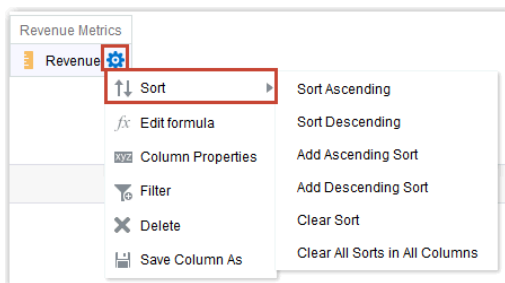 Revenue Metrics
Revenue
Sort
Edit formula
Column Properties
Filter
Delete
Save Column As
Sort Ascending
Sort Descending
Add Ascending Sort
Add Descending Sort
Clear Sort
Clear All Sorts in All Columns